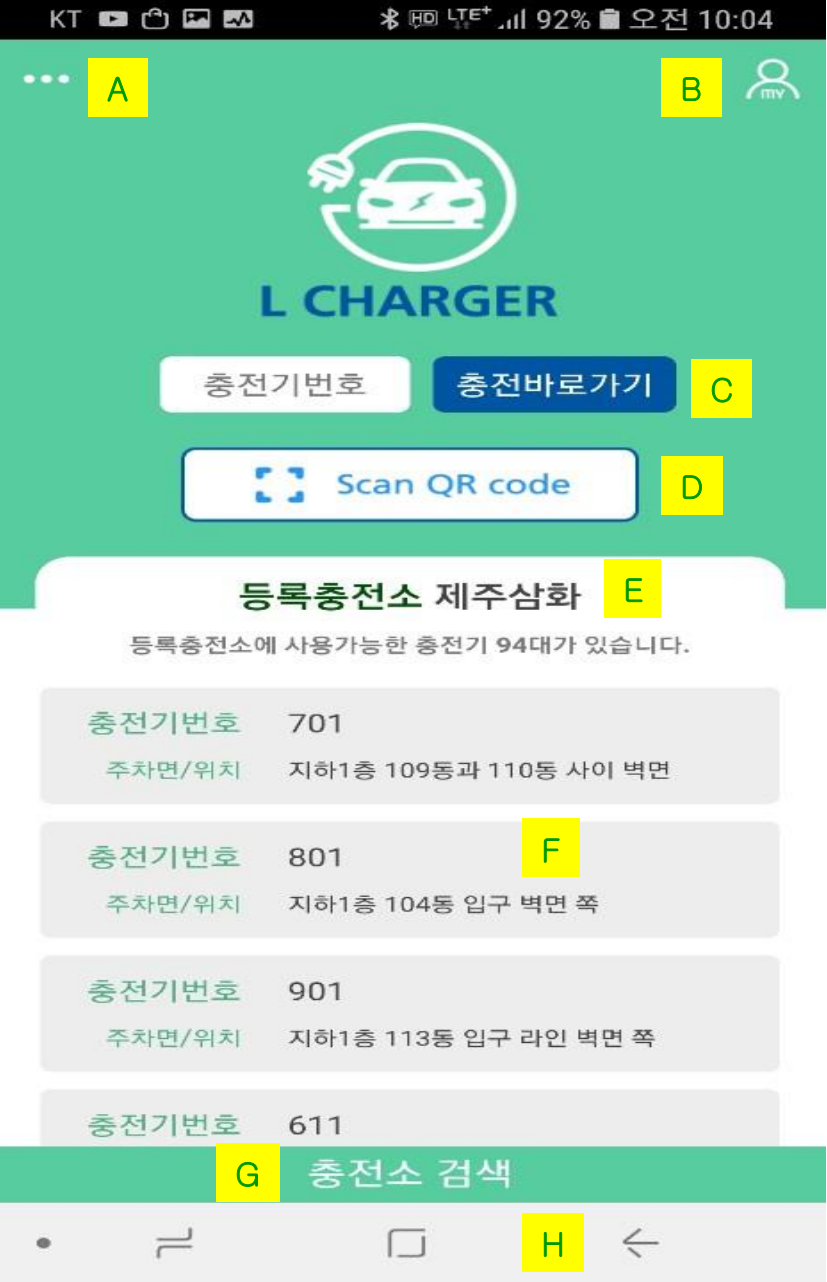 KT HD LTE+ 92% 오전 10:04
A B my
L CHARGER
충전기번호 충전바로가기 C
Scan QR code D
등록충전소 제주삼화 E
등록충전소에 사용가능한 충전기 94대가 있습니다.
충전기번호 701
주차면/위치 지하1층 109동과 110동 사이 벽면
충전기번호 801 F
주차면/위치 지하1층 104동 입구 벽면 쪽
충전기번호 901
주차면/위치 지하1층 113동 입구 라인 벽면 쪽
충전기번호 611
G 충전소 검색
H